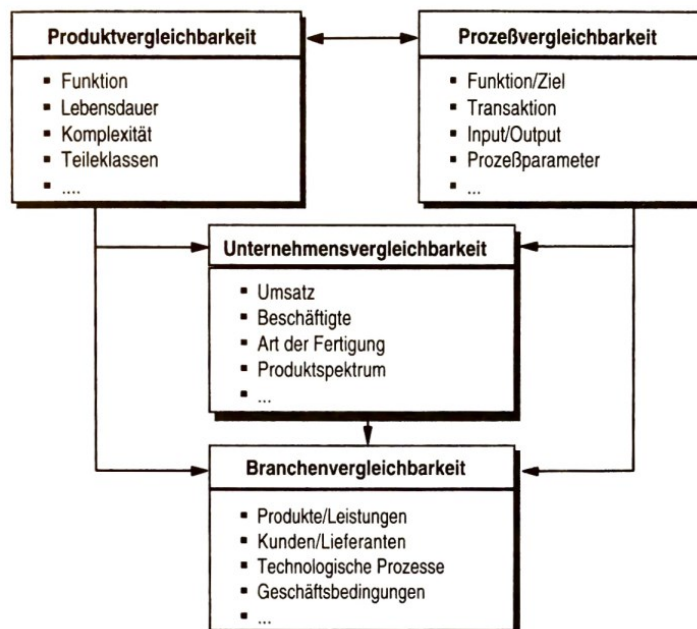 Produktvergleichbarkeit
▪ Funktion
▪ Lebensdauer
▪ Komplexität
▪ Teileklassen
▪ ....
Prozeßvergleichbarkeit
▪ Funktion/Ziel
▪ Transaktion
▪ Input/Output
▪ Prozeßparameter
▪ ...
Unternehmensvergleichbarkeit
▪ Umsatz
▪ Beschäftigte
▪ Art der Fertigung
▪ Produktspektrum
▪ ...
Branchenvergleichbarkeit
▪ Produkte/Leistungen
▪ Kunden/Lieferanten
▪ Technologische Prozesse
▪ Geschäftsbedingungen
▪ ...